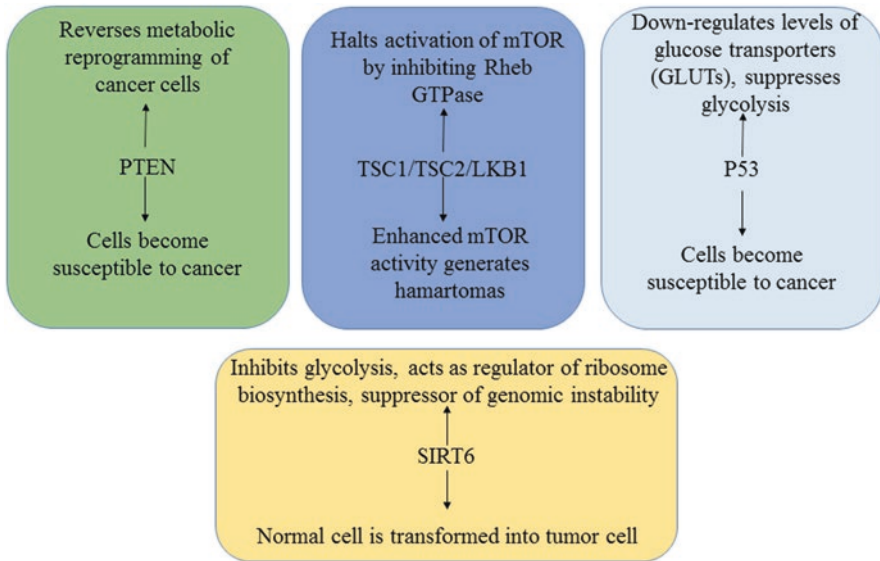 Reverses metabolic
reprogramming of
cancer cells
PTEN
Cells become
susceptible to cancer
Halts activation of mTOR
by inhibiting Rheb
GTPase
TSC1/TSC2/LKB1
Enhanced mTOR
activity generates
hamartomas
Down-regulates levels of
glucose transporters
(GLUTs), suppresses
glycolysis
P53
Cells become
susceptible to cancer
Inhibits glycolysis, acts as regulator of ribosome
biosynthesis, suppressor of genomic instability
SIRT6
Normal cell is transformed into tumor cell